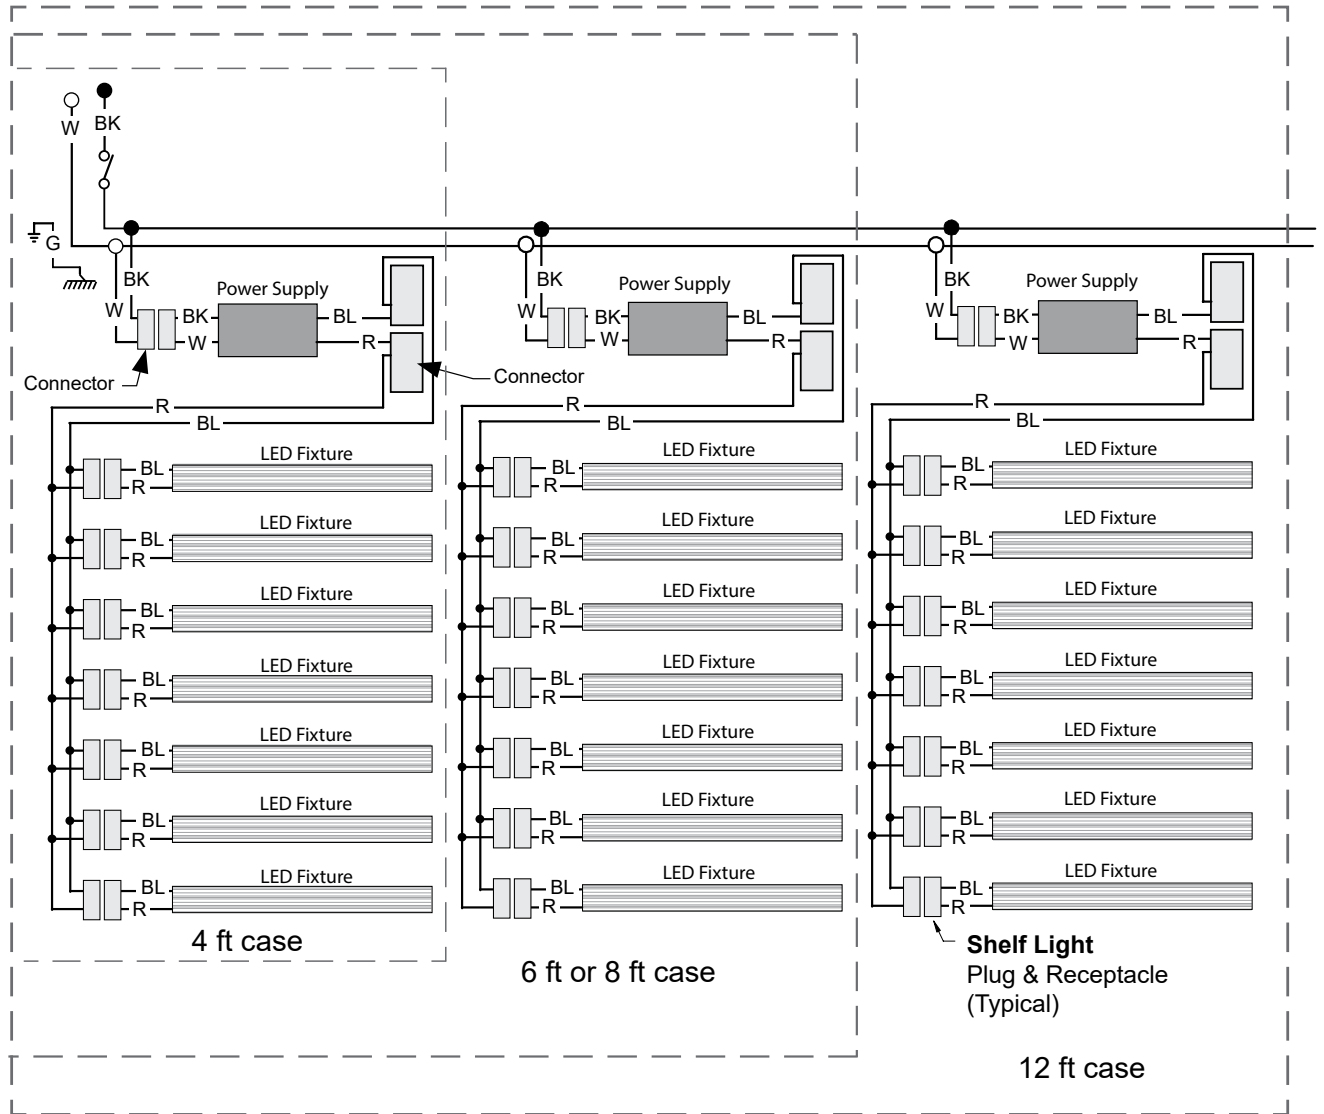 W
BK
G
BK
W
Power Supply
BK
BL
W
R
Connector
Connector
R
BL
LED Fixture
BL
R
LED Fixture
BL
R
LED Fixture
BL
R
LED Fixture
BL
R
LED Fixture
BL
R
LED Fixture
BL
R
LED Fixture
BL
R
4 ft case
BK
W
Power Supply
BK
BL
W
R
R
BL
LED Fixture
BL
R
LED Fixture
BL
R
LED Fixture
BL
R
LED Fixture
BL
R
LED Fixture
BL
R
LED Fixture
BL
R
LED Fixture
BL
R
6 ft or 8 ft case
BK
W
Power Supply
BK
BL
W
R
R
BL
LED Fixture
BL
R
LED Fixture
BL
R
LED Fixture
BL
R
LED Fixture
BL
R
LED Fixture
BL
R
LED Fixture
BL
R
LED Fixture
BL
R
Shelf Light
Plug & Receptacle
(Typical)
12 ft case